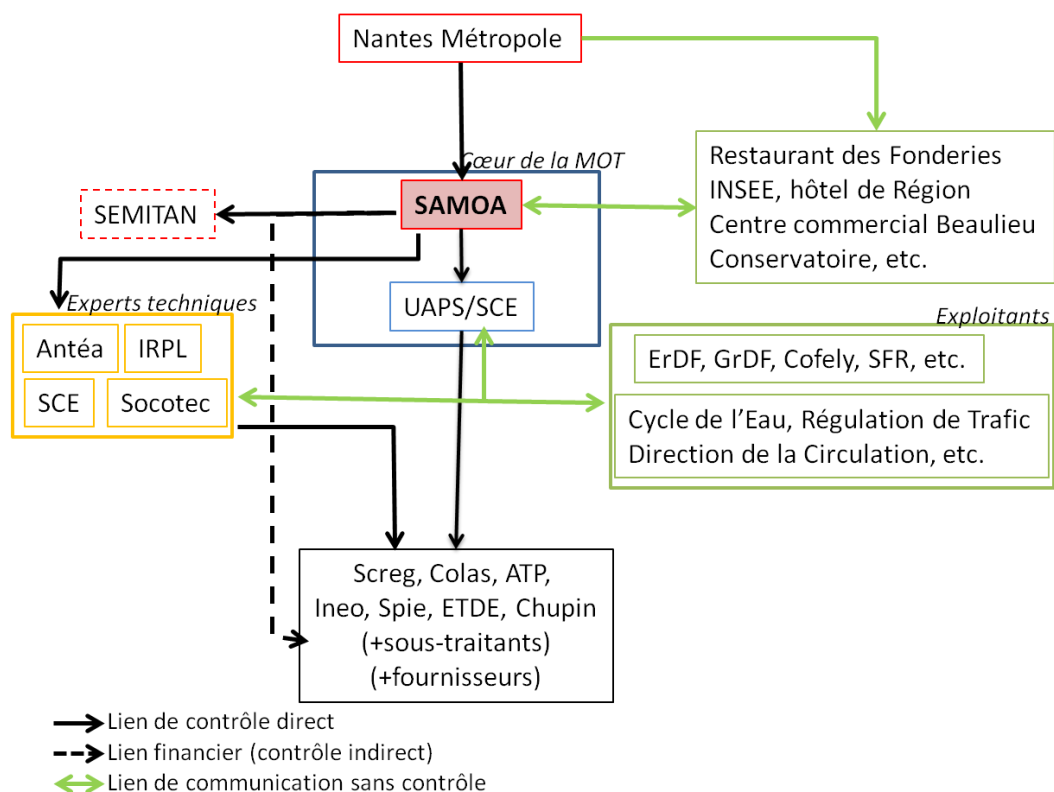 Nantes Métropole
Cœur de la MOT
Restaurant des Fonderies
INSEE, hôtel de Région
Centre commercial Beaulieu
Conservatoire, etc.
SEMITAN
SAMOA
UAPS/SCE
Experts techniques
Antéa
IRPL
SCE
Socotec
Exploitants
ErDF, GrDF, Cofely, SFR, etc.
Cycle de l'Eau, Régulation de Trafic
Direction de la Circulation, etc.
Screg, Colas, ATP,
Ineo, Spie, ETDE, Chupin
(+sous-traitants)
(+fournisseurs)
Lien de contrôle direct
Lien financier (contrôle indirect)
Lien de communication sans contrôle